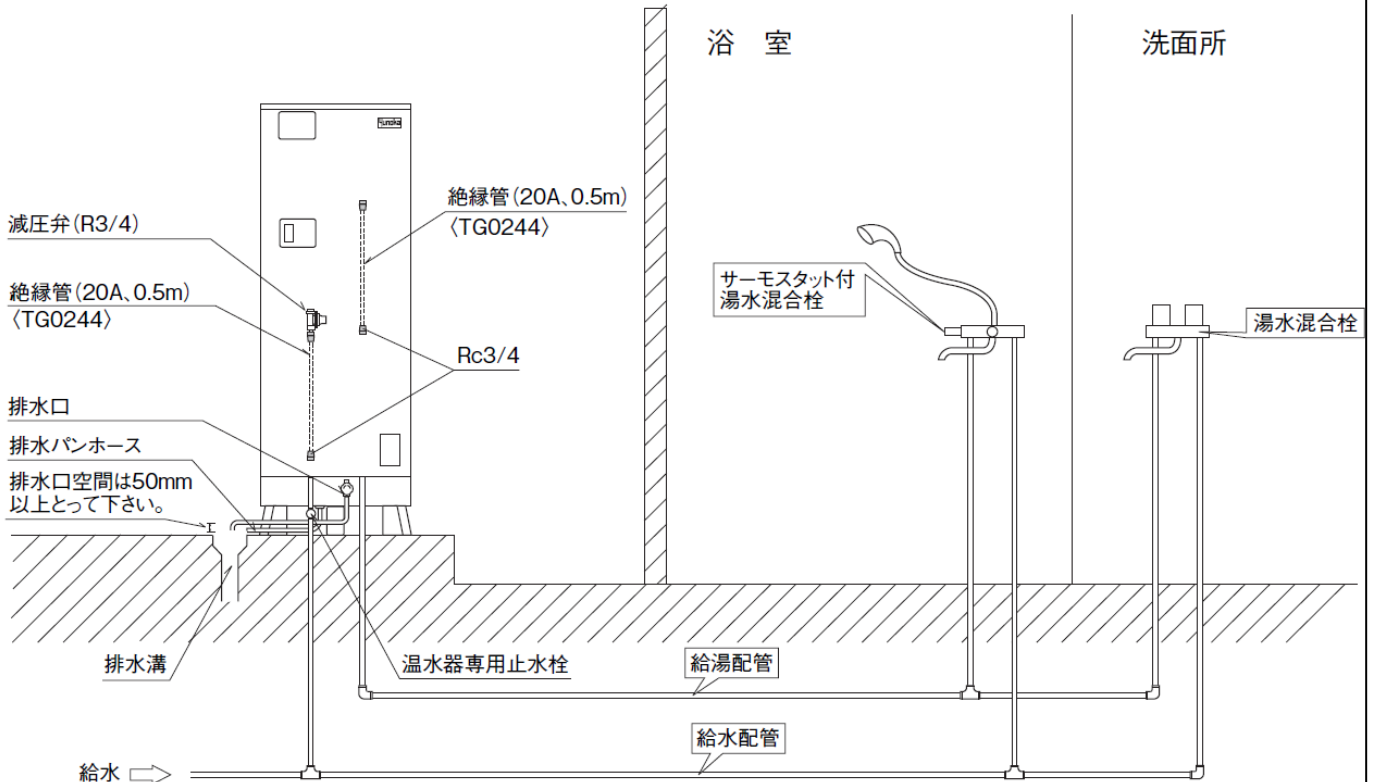 浴 室
洗面所
Yunoka
絶縁管(20A、0.5m)
〈TG0244〉
減圧弁(R3/4)
絶縁管(20A、0.5m)
〈TG0244〉
サーモスタット付
湯水混合栓
湯水混合栓
Rc3/4
排水口
排水パンホース
排水口空間は50mm
以上とって下さい。
排水溝
温水器専用止水栓
給湯配管
給水配管
給水